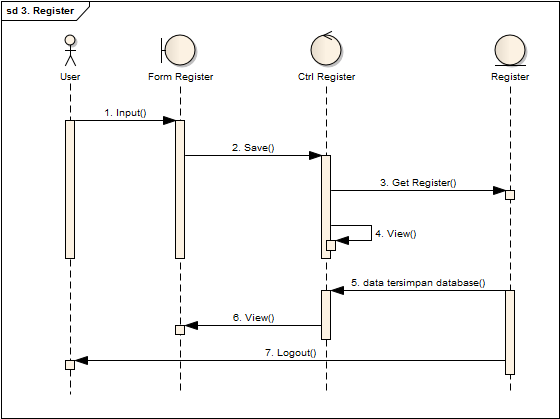 sd 3. Register
User
Form Register
Ctrl Register
Register
1. Input()
2. Save()
3. Get Register()
4. View()
5. data tersimpan database()
6. View()
7. Logout()